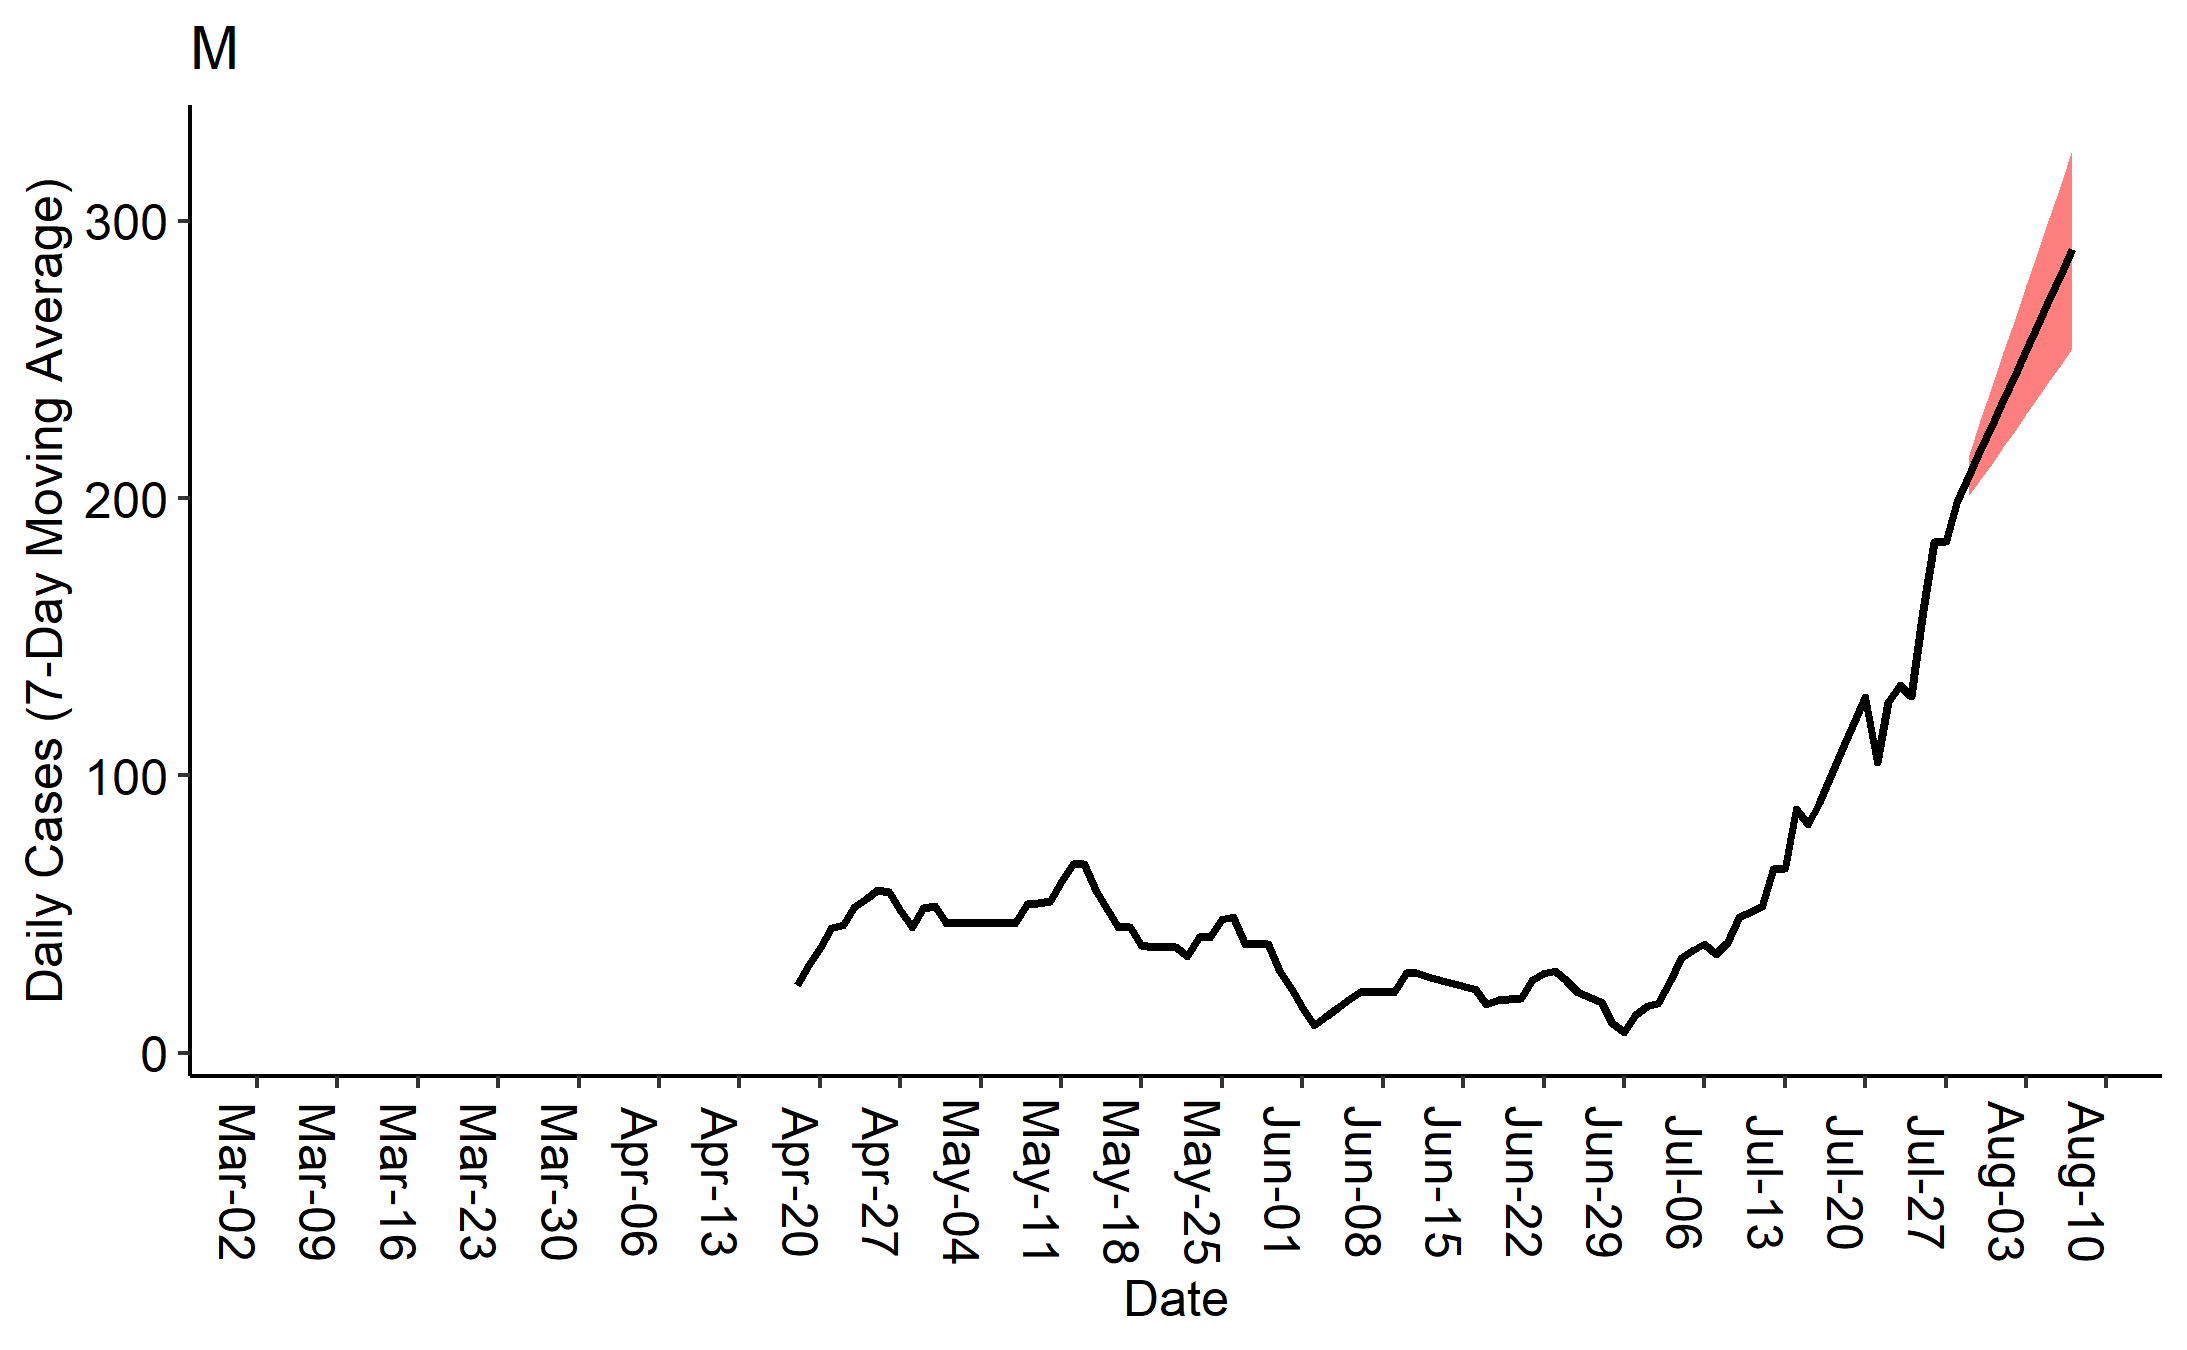 M
Daily Cases (7-Day Moving Average)
300
200
100
0
Mar-02
Mar-09
Mar-16
Mar-23
Mar-30
Apr-06
Apr-13
Apr-20
Apr-27
May-04
May-11
May-18
May-25
Jun-01
Jun-08
Jun-15
Jun-22
Jun-29
Jul-06
Jul-13
Jul-20
Jul-27
Aug-03
Aug-10
Date